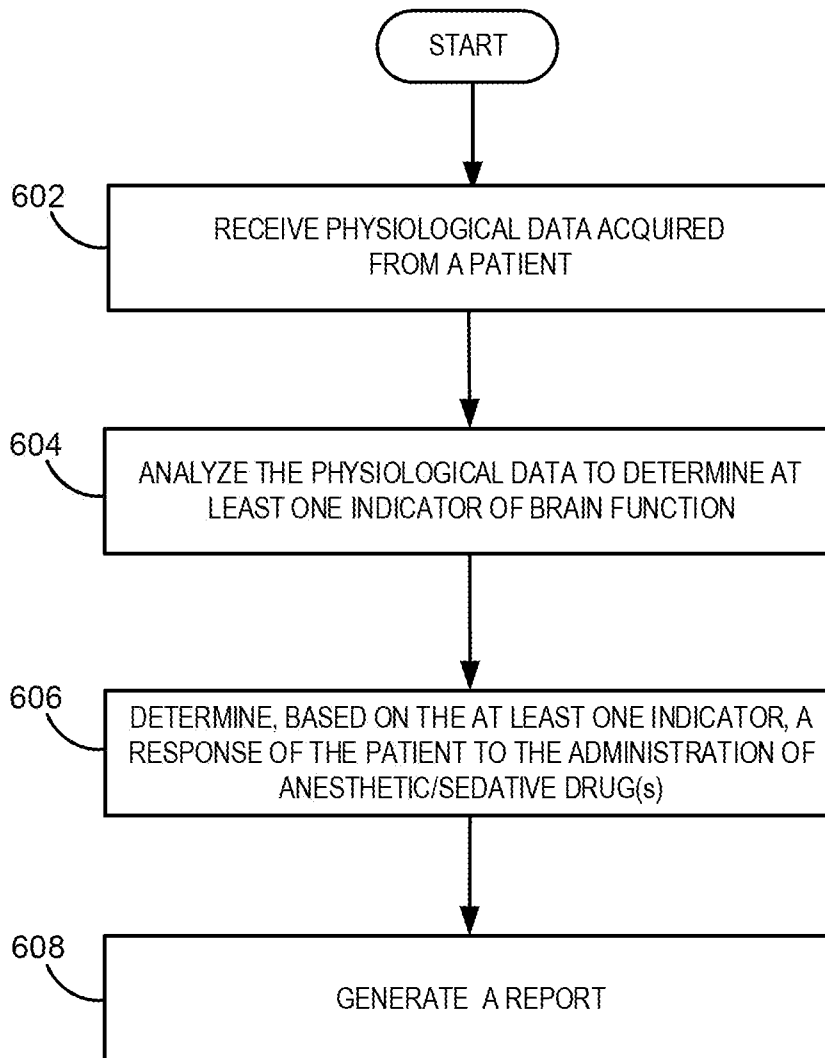 START
602
RECEIVE PHYSIOLOGICAL DATA ACQUIRED
FROM A PATIENT
604
ANALYZE THE PHYSIOLOGICAL DATA TO DETERMINE AT
LEAST ONE INDICATOR OF BRAIN FUNCTION
606
DETERMINE, BASED ON THE AT LEAST ONE INDICATOR, A
RESPONSE OF THE PATIENT TO THE ADMINISTRATION OF
ANESTHETIC/SEDATIVE DRUG(s)
608
GENERATE A REPORT